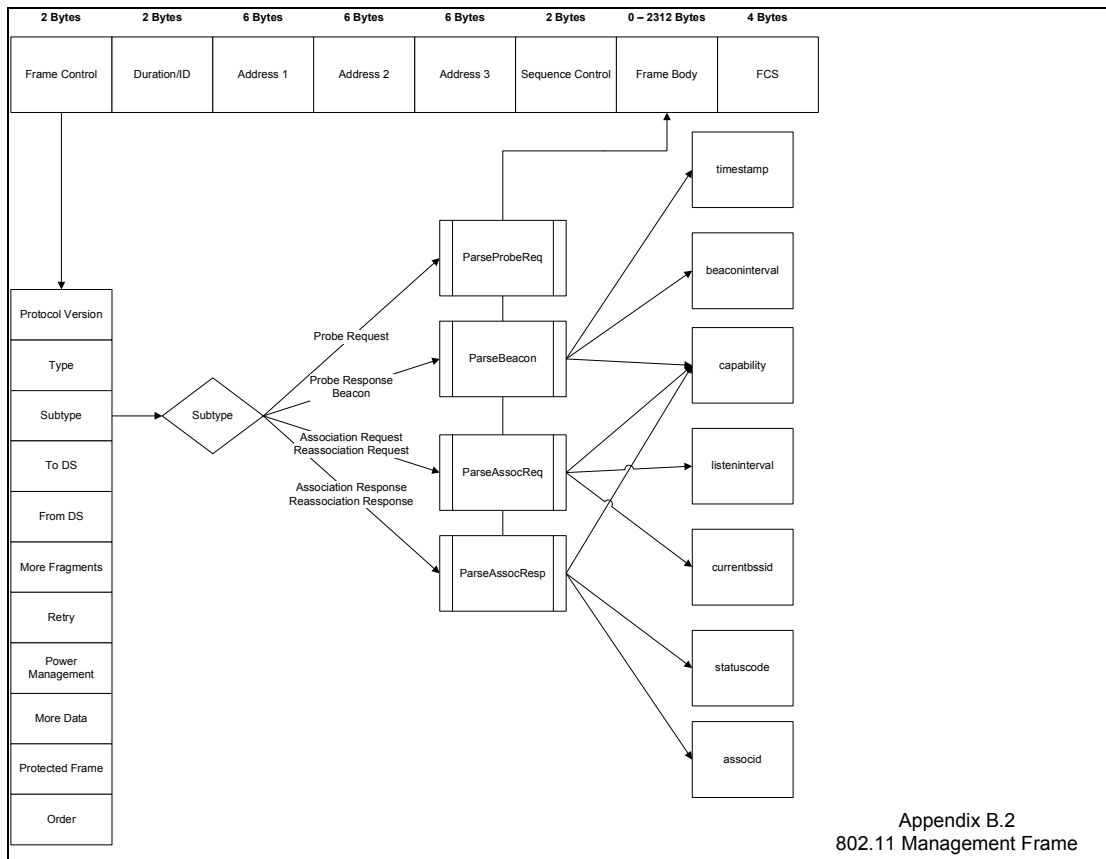 2 Bytes 2 Bytes 6 Bytes 6 Bytes 6 Bytes 2 Bytes 0 – 2312 Bytes 4 Bytes
Frame Control Duration/ID Address 1 Address 2 Address 3 Sequence Control Frame Body FCS
Protocol Version
Type
Subtype
To DS
From DS
More Fragments
Retry
Power
Management
More Data
Protected Frame
Order
Subtype
Probe Request
Probe Response
Beacon
Association Request
Reassociation Request
Association Response
Reassociation Response
ParseProbeReq
ParseBeacon
ParseAssocReq
ParseAssocResp
timestamp
beaconinterval
capability
listeninterval
currentbssid
statuscode
associd
Appendix B.2
802.11 Management Frame